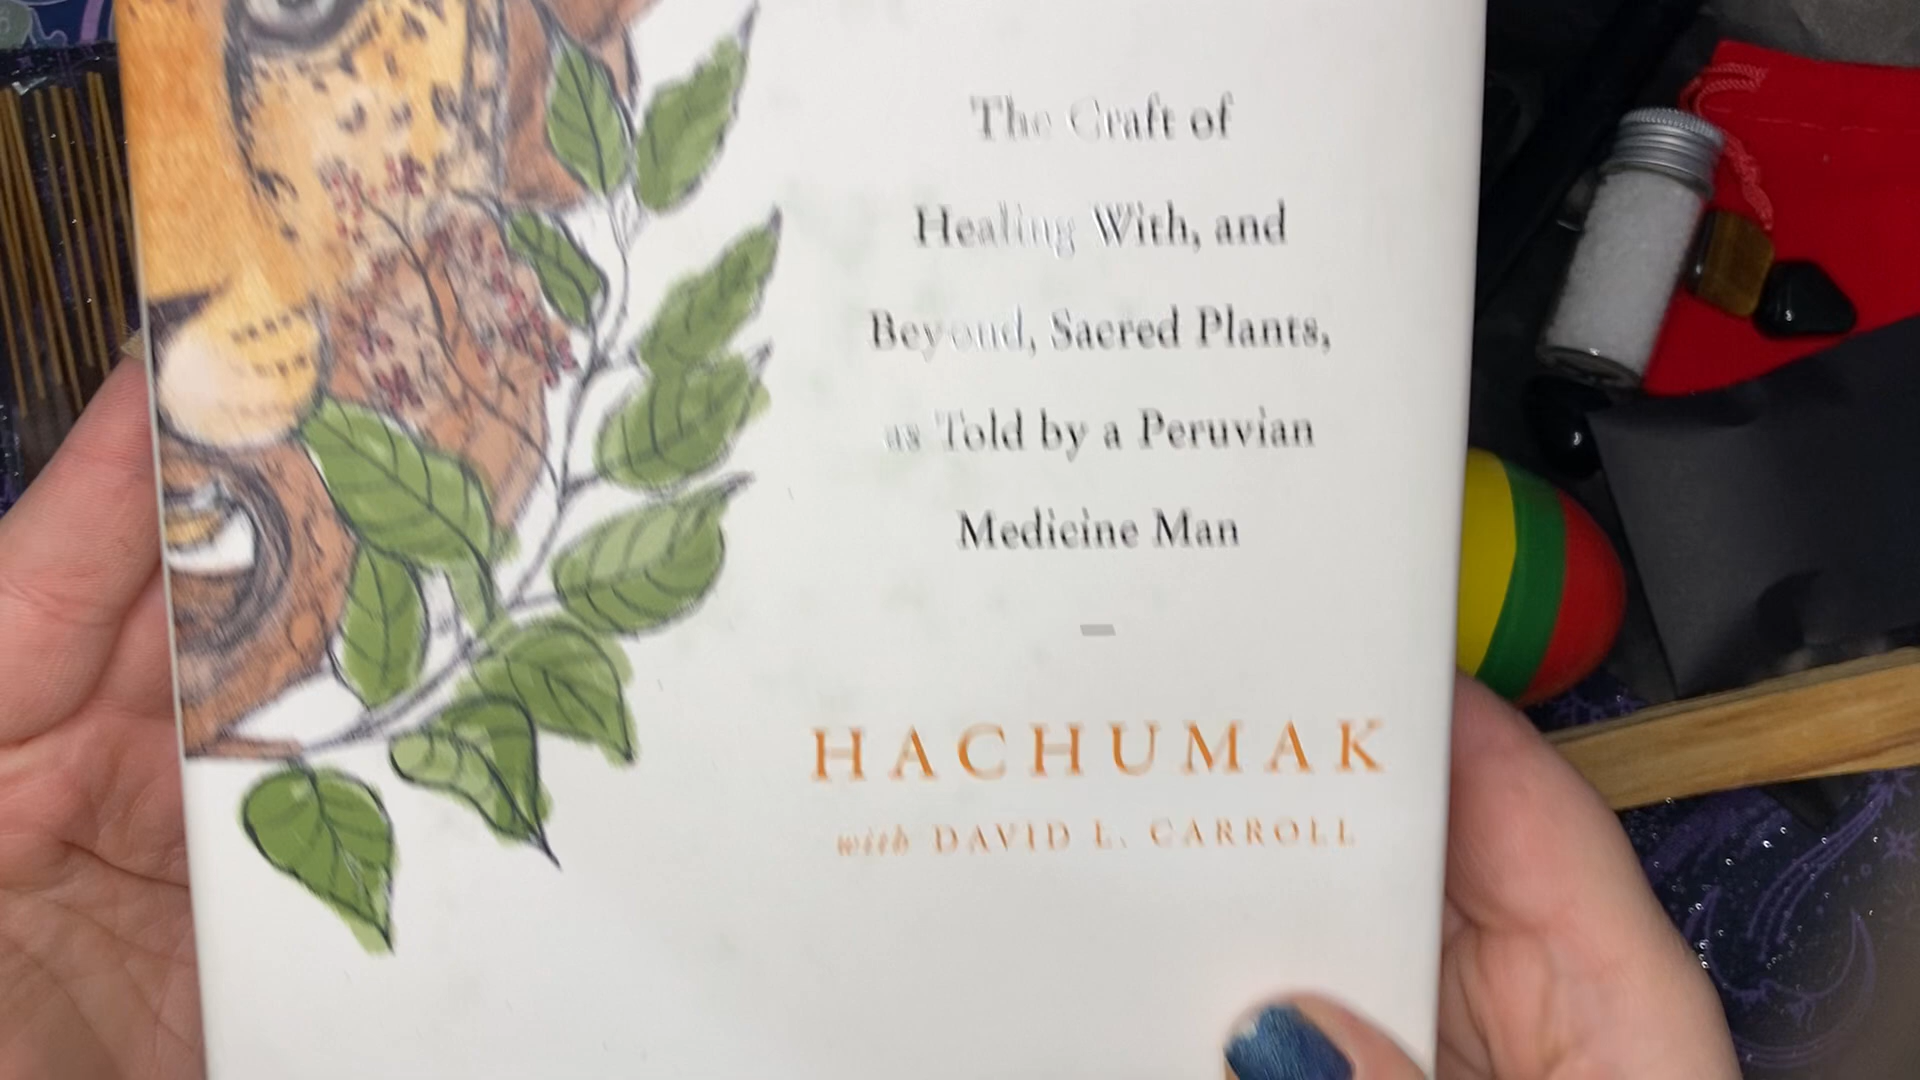 The Craft of
Healing With, and
Beyond, Sacred Plants,
as Told by a Peruvian
Medicine Man
HACHUMAK
with DAVID L. CARROLL